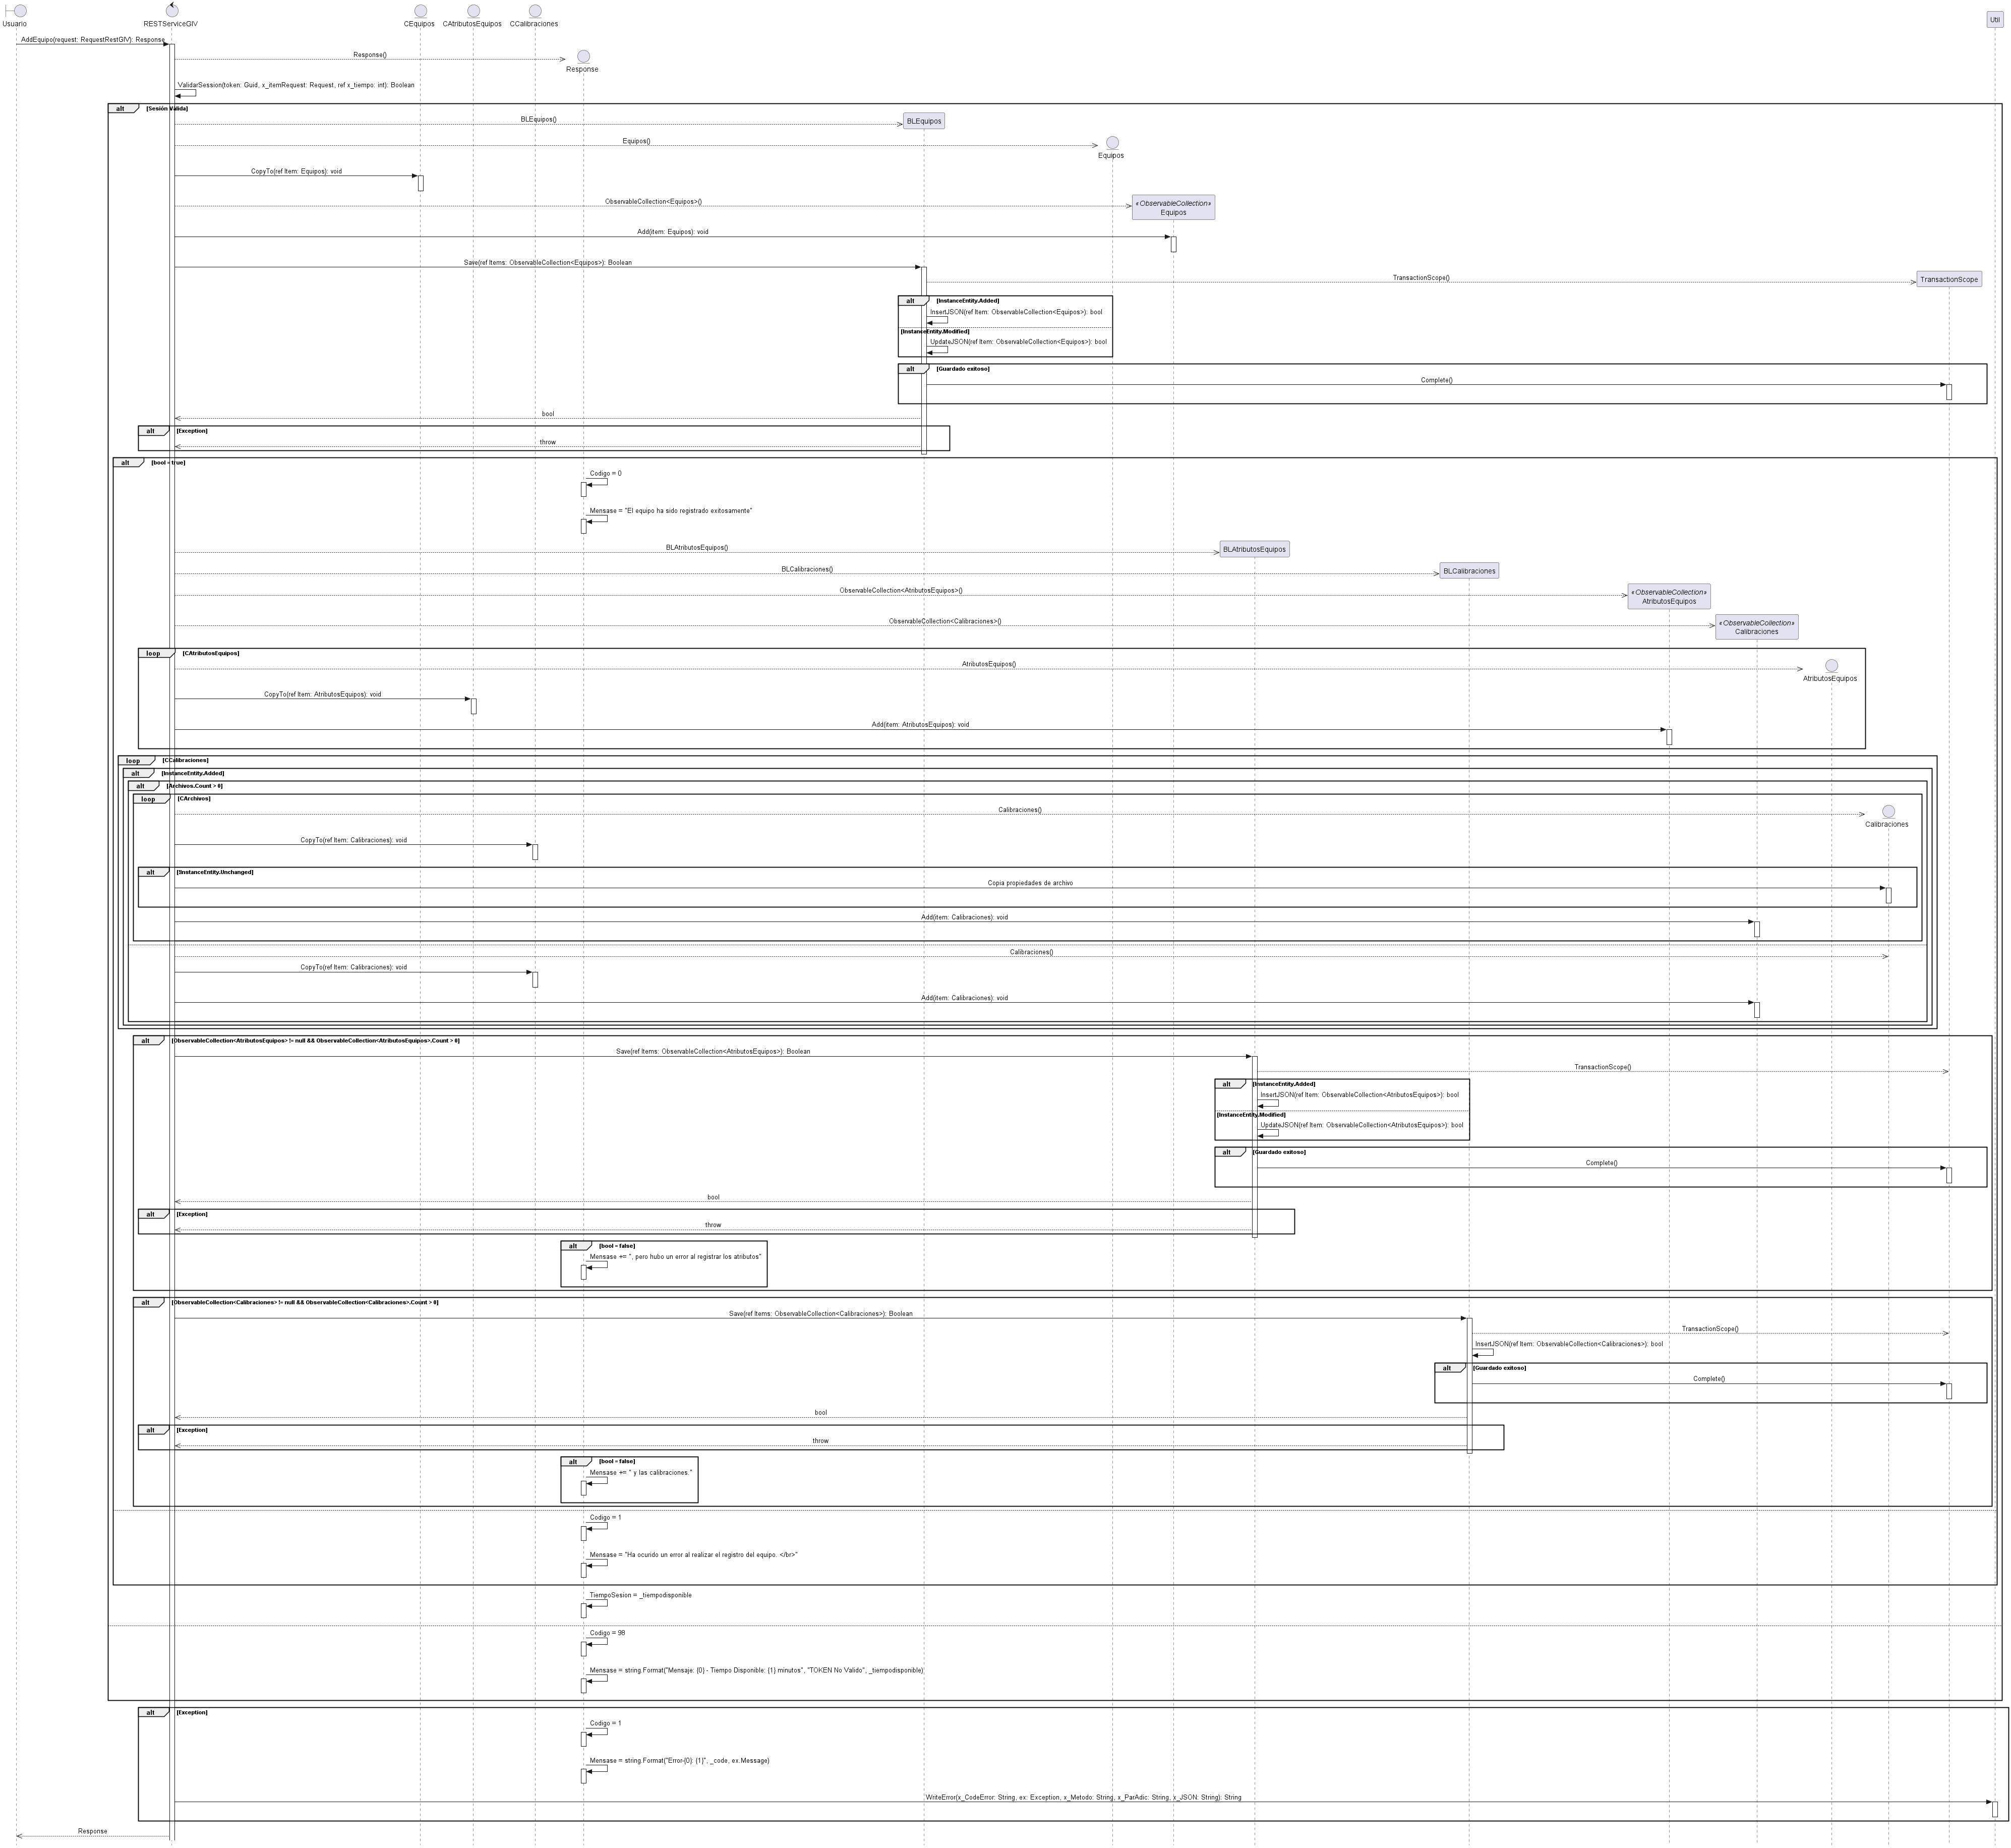 Usuario
RESTServiceGIV
CEquipos
CAtributosEquipos
CCalibraciones
Util
AddEquipo(request: RequestRestGIV): Response
Response()
Response
ValidarSession(token: Guid, x_itemRequest: Request, ref x_tiempo: int): Boolean
alt [Sesión Válida]
BLEquipos()
BLEquipos
Equipos()
Equipos
CopyTo(ref Item: Equipos): void
ObservableCollection<Equipos>()
«ObservableCollection»
Equipos
Add(item: Equipos): void
Save(ref Items: ObservableCollection<Equipos>): Boolean
TransactionScope()
TransactionScope
alt [InstanceEntity.Added]
InsertJSON(ref Item: ObservableCollection<Equipos>): bool
[InstanceEntity.Modified]
UpdateJSON(ref Item: ObservableCollection<Equipos>): bool
alt [Guardado exitoso]
Complete()
bool
alt [Exception]
throw
alt [bool = true]
Codigo = 0
Mensase = "El equipo ha sido registrado exitosamente"
BLAtributosEquipos()
BLAtributosEquipos
BLCalibraciones()
BLCalibraciones
ObservableCollection<AtributosEquipos>()
«ObservableCollection»
AtributosEquipos
ObservableCollection<Calibraciones>()
«ObservableCollection»
Calibraciones
loop [CAtributosEquipos]
AtributosEquipos()
AtributosEquipos
CopyTo(ref Item: AtributosEquipos): void
Add(item: AtributosEquipos): void
loop [CCalibraciones]
alt [InstanceEntity.Added]
alt [Archivos.Count > 0]
loop [CArchivos]
Calibraciones()
Calibraciones
CopyTo(ref Item: Calibraciones): void
alt [!InstanceEntity.Unchanged]
Copia propiedades de archivo
Add(item: Calibraciones): void
Calibraciones()
CopyTo(ref Item: Calibraciones): void
Add(item: Calibraciones): void
alt [ObservableCollection<AtributosEquipos> != null && ObservableCollection<AtributosEquipos>.Count > 0]
Save(ref Items: ObservableCollection<AtributosEquipos>): Boolean
TransactionScope()
alt [InstanceEntity.Added]
InsertJSON(ref Item: ObservableCollection<AtributosEquipos>): bool
[InstanceEntity.Modified]
UpdateJSON(ref Item: ObservableCollection<AtributosEquipos>): bool
alt [Guardado exitoso]
Complete()
bool
alt [Exception]
throw
alt [bool = false]
Mensase += ", pero hubo un error al registrar los atributos"
alt [ObservableCollection<Calibraciones> != null && ObservableCollection<Calibraciones>.Count > 0]
Save(ref Items: ObservableCollection<Calibraciones>): Boolean
TransactionScope()
InsertJSON(ref Item: ObservableCollection<Calibraciones>): bool
alt [Guardado exitoso]
Complete()
bool
alt [Exception]
throw
alt [bool = false]
Mensase += " y las calibraciones."
Codigo = 1
Mensase = "Ha ocurido un error al realizar el registro del equipo. </br>"
TiempoSesion = _tiempodisponible
Codigo = 98
Mensase = string.Format("Mensaje: {0} - Tiempo Disponible: {1} minutos", "TOKEN No Valido", _tiempodisponible)
alt [Exception]
Codigo = 1
Mensase = string.Format("Error-{0}: {1}", _code, ex.Message)
WriteError(x_CodeError: String, ex: Exception, x_Metodo: String, x_ParAdic: String, x_JSON: String): String
Response